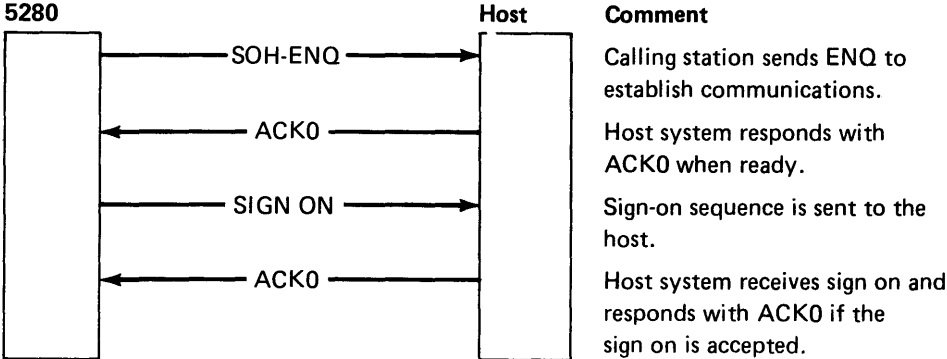 5280 Host Comment
SOH-ENQ Calling station sends ENQ to
establish communications.
ACK0 Host system responds with
ACK0 when ready.
SIGN ON Sign-on sequence is sent to the
host.
ACK0 Host system receives sign on and
responds with ACK0 if the
sign on is accepted.